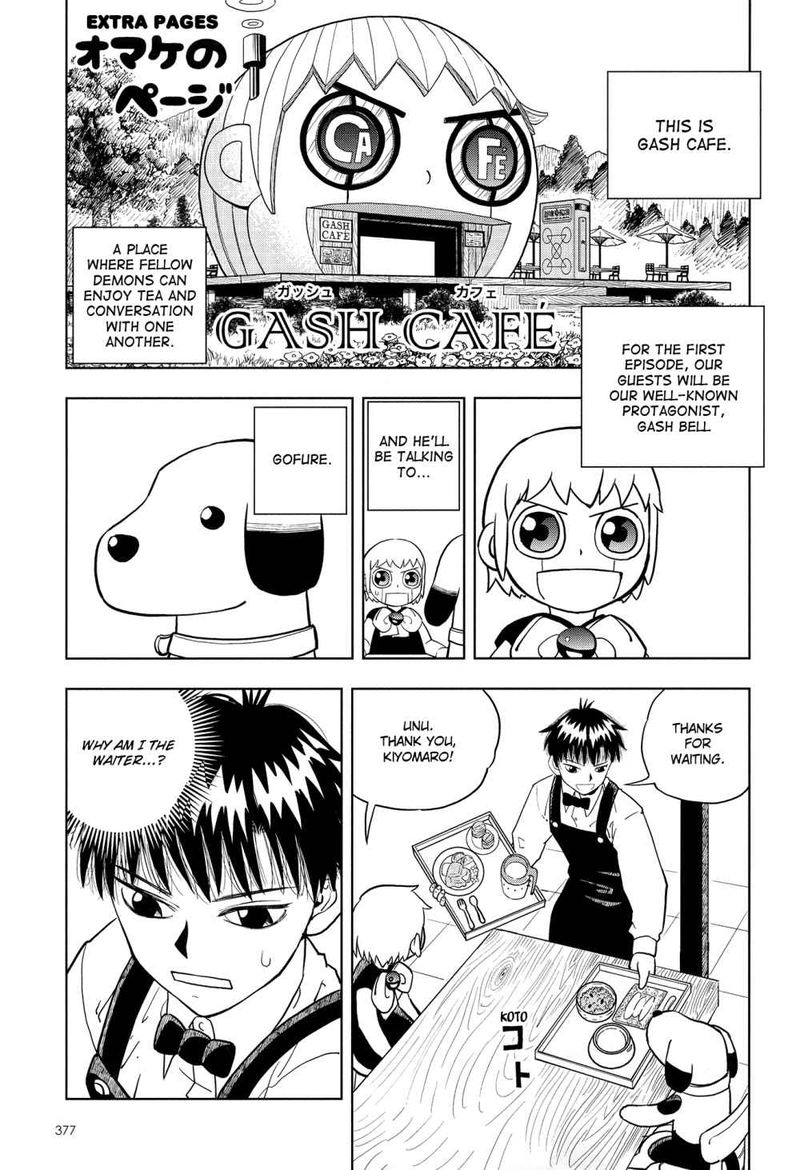 EXTRA PAGES
オマケの
ページ
CA
FÉ
THIS IS
GASH CAFE.
GASH
CAFE
A PLACE
WHERE FELLOW
DEMONS CAN
ENJOY TEA AND
CONVERSATION
WITH ONE
ANOTHER.
ガッシュ カフェ
GASH CAFÉ
FOR THE FIRST
EPISODE, OUR
GUESTS WILL BE
OUR WELL-KNOWN
PROTAGONIST,
GASH BELL
AND HE'LL
BE TALKING
TO...
GOFURE.
THANKS
FOR
WAITING.
UNU.
THANK YOU,
KIYOMARO!
KOTO
コト
WHY AM I THE
WAITER...?
377